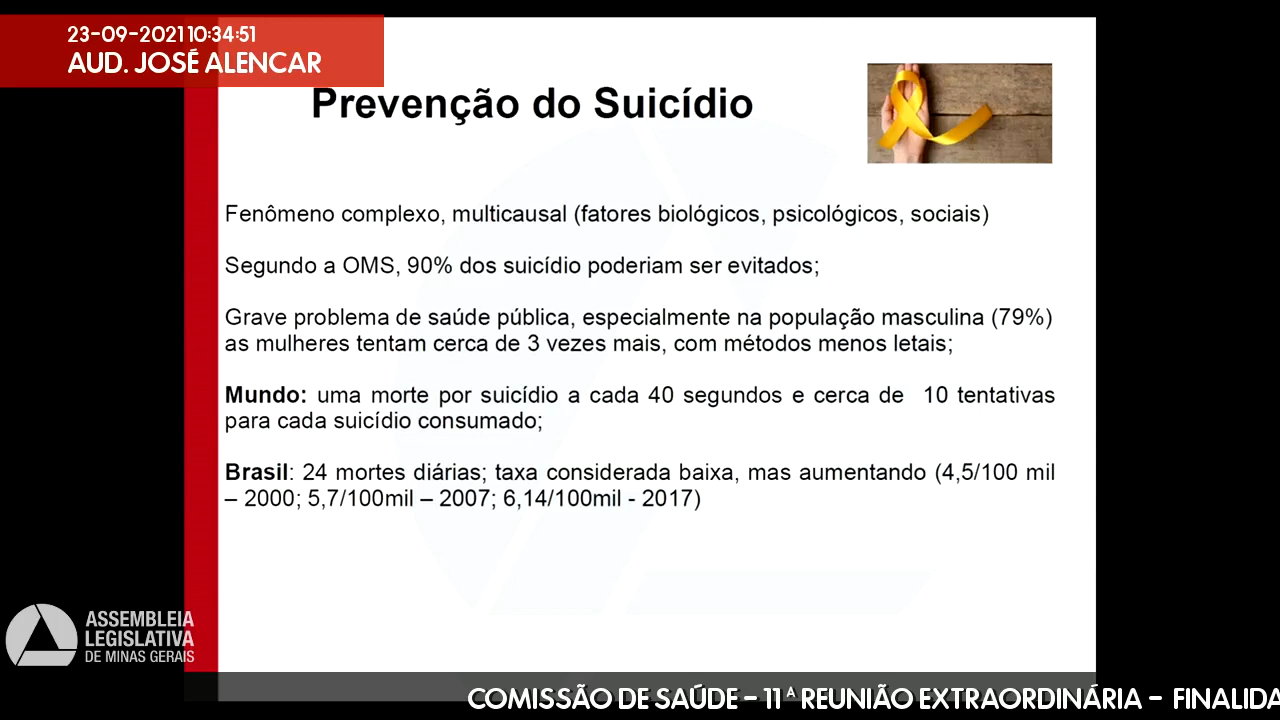 23-09-2021 10:34:51
AUD. JOSÉ ALENCAR
Prevenção do Suicídio
Fenômeno complexo, multicausal (fatores biológicos, psicológicos, sociais)
Segundo a OMS, 90% dos suicídio poderiam ser evitados;
Grave problema de saúde pública, especialmente na população masculina (79%)
as mulheres tentam cerca de 3 vezes mais, com métodos menos letais;
Mundo: uma morte por suicídio a cada 40 segundos e cerca de 10 tentativas
para cada suicídio consumado;
Brasil: 24 mortes diárias; taxa considerada baixa, mas aumentando (4,5/100 mil
– 2000; 5,7/100mil – 2007; 6,14/100mil - 2017)
ASSEMBLEIA
LEGISLATIVA
DE MINAS GERAIS
COMISSÃO DE SAÚDE - 11ª REUNIÃO EXTRAORDINÁRIA - FINALIDA